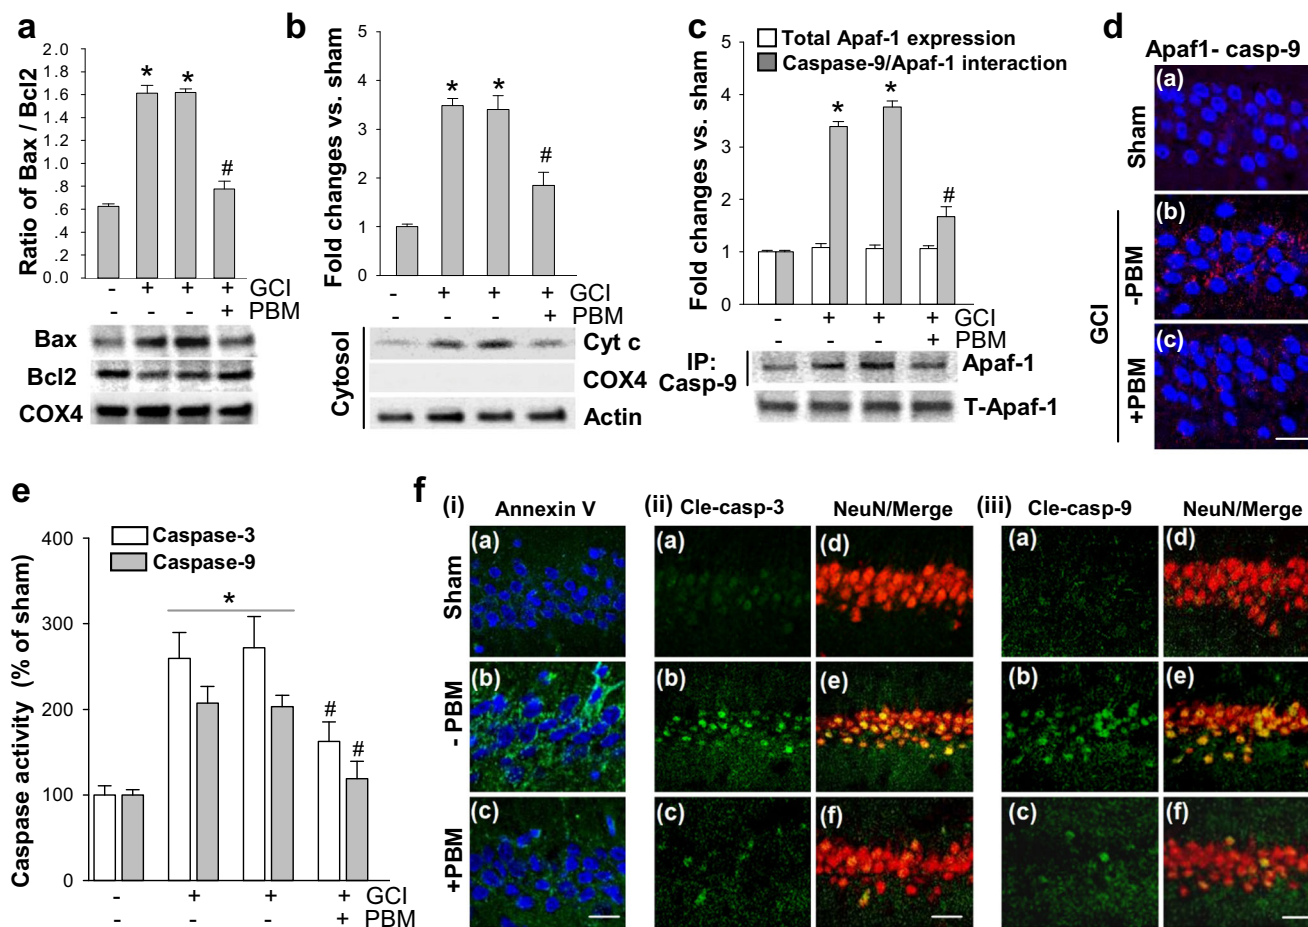 a
Ratio of Bax / Bcl2
2.0
1.8
1.6
1.4
1.2
1.0
.8
.6
.4
.2
.0
* * #
- + + + GCI
- - - + PBM
Bax
Bcl2
COX4
b
Fold changes vs. sham
5
4
3
2
1
0
* * #
- + + + GCI
- - - + PBM
Cytosol
Cyt c
COX4
Actin
c
Total Apaf-1 expression
Caspase-9/Apaf-1 interaction
Fold changes vs. sham
5
4
3
2
1
0
* * #
- + + + GCI
- - - + PBM
IP:
Casp-9
Apaf-1
T-Apaf-1
d
Apaf1- casp-9
Sham
(a)
GCI
-PBM
(b)
+PBM
(c)
e
Caspase activity (% of sham)
400
300
200
100
0
Caspase-3
Caspase-9
* # #
- + + + GCI
- - - + PBM
f
(i) Annexin V (ii) Cle-casp-3 NeuN/Merge (iii) Cle-casp-9 NeuN/Merge
Sham
(a) (a) (d) (a) (d)
- PBM
(b) (b) (e) (b) (e)
+PBM
(c) (c) (f) (c) (f)